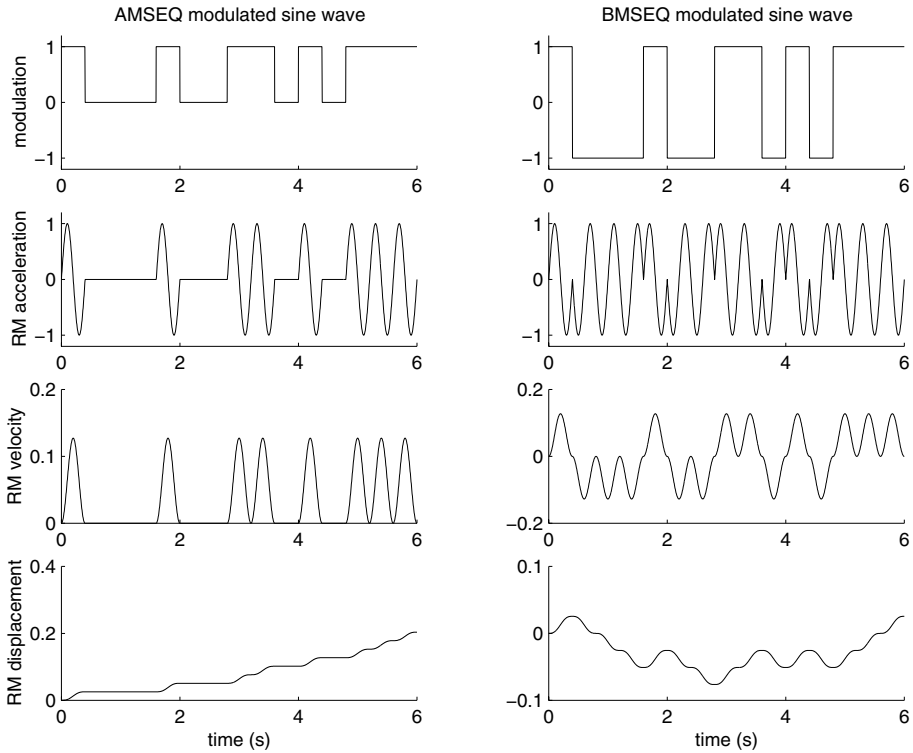 AMSEQ modulated sine wave
BMSEQ modulated sine wave
modulation
1
0
−1
0 2 4 6
1
0
−1
0 2 4 6
RM acceleration
1
0
−1
0 2 4 6
1
0
−1
0 2 4 6
RM velocity
0.2
0.1
0
0 2 4 6
0.2
0
−0.2
0 2 4 6
RM displacement
0.4
0.2
0
0 2 4 6
time (s)
0.1
0
−0.1
0 2 4 6
time (s)